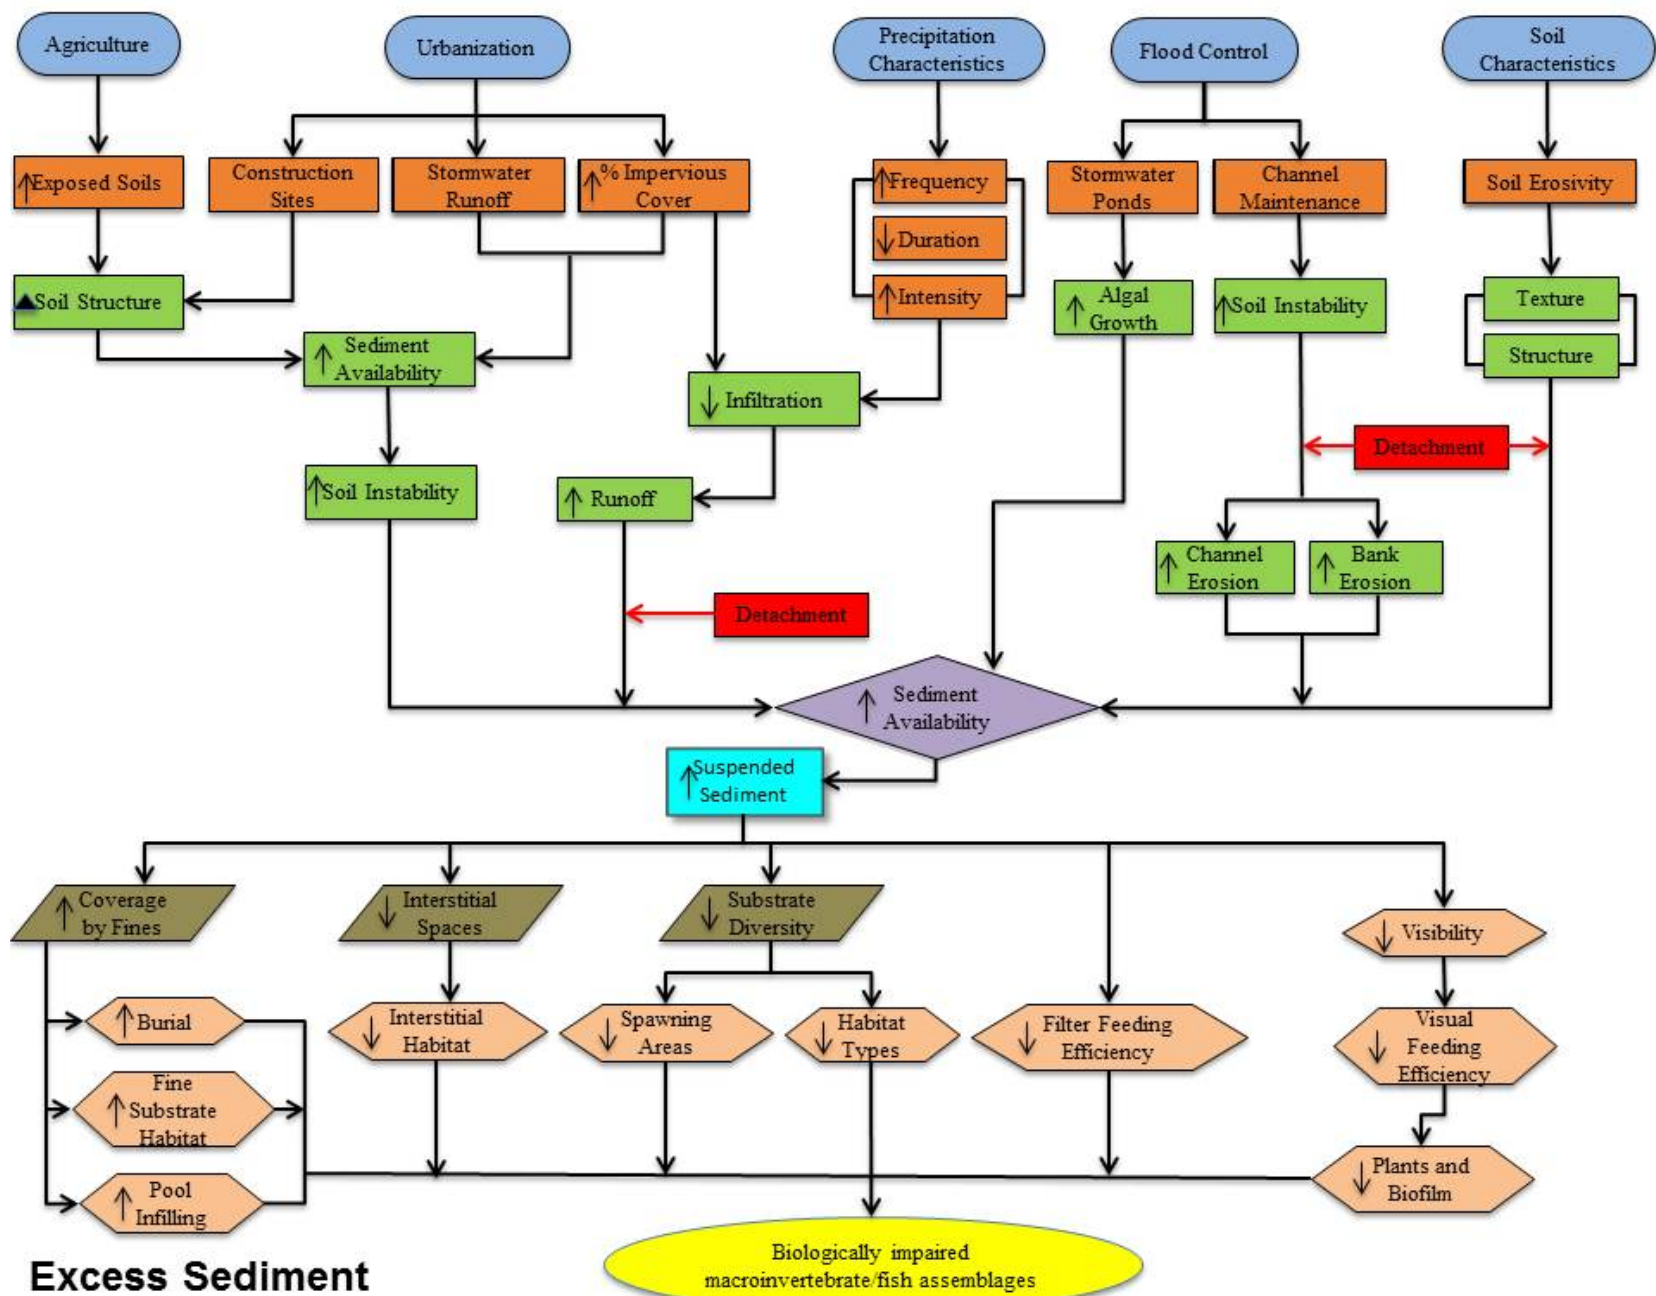 Agriculture
Urbanization
Precipitation
Characteristics
Flood Control
Soil
Characteristics
↑Exposed Soils
Construction
Sites
Stormwater
Runoff
↑% Impervious
Cover
↑Frequency
↓Duration
↑Intensity
Stormwater
Ponds
Channel
Maintenance
Soil Erosivity
▲Soil Structure
↑ Sediment
Availability
↓ Infiltration
↑ Algal
Growth
↑Soil Instability
Texture
Structure
Detachment
↑Soil Instability
↑ Runoff
↑ Channel
Erosion
↑ Bank
Erosion
Detachment
↑ Sediment
Availability
↑Suspended
Sediment
↑ Coverage
by Fines
↓ Interstitial
Spaces
↓ Substrate
Diversity
↓ Visibility
↑ Burial
↓ Interstitial
Habitat
↓ Spawning
Areas
↓ Habitat
Types
↓ Filter Feeding
Efficiency
↓ Visual
Feeding
Efficiency
↑ Fine
Substrate
Habitat
↑ Pool
Infilling
↓ Plants and
Biofilm
Biologically impaired
macroinvertebrate/fish assemblages
Excess Sediment